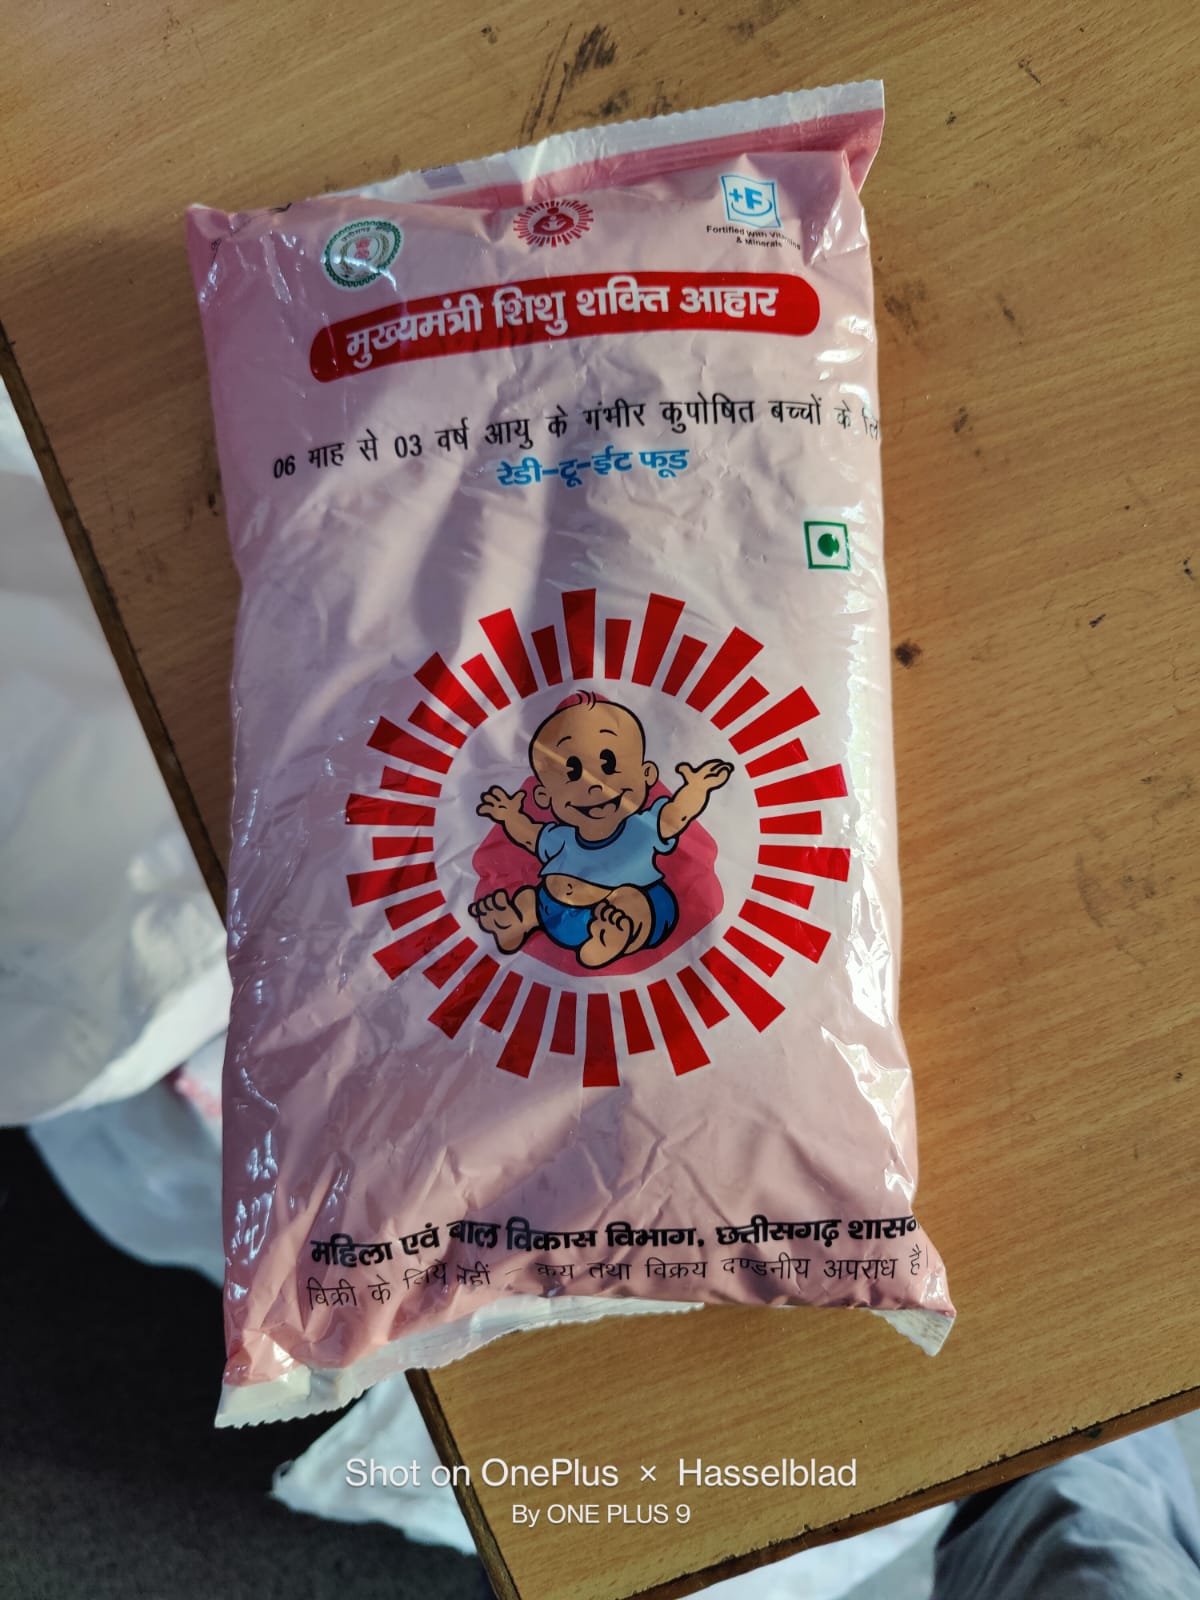 +F
Fortified with Vitamins
& Minerals
मुख्यमंत्री शिशु शक्ति आहार
06 माह से 03 वर्ष आयु के गंभीर कुपोषित बच्चों के
रेडी-टू-ईट फूड
महिला एवं बाल विकास विभाग, छत्तीसगढ़ शासन
बिक्री के लिये नहीं - क्रय तथा विक्रय दण्डनीय अपराध है।
Shot on OnePlus × Hasselblad
By ONE PLUS 9